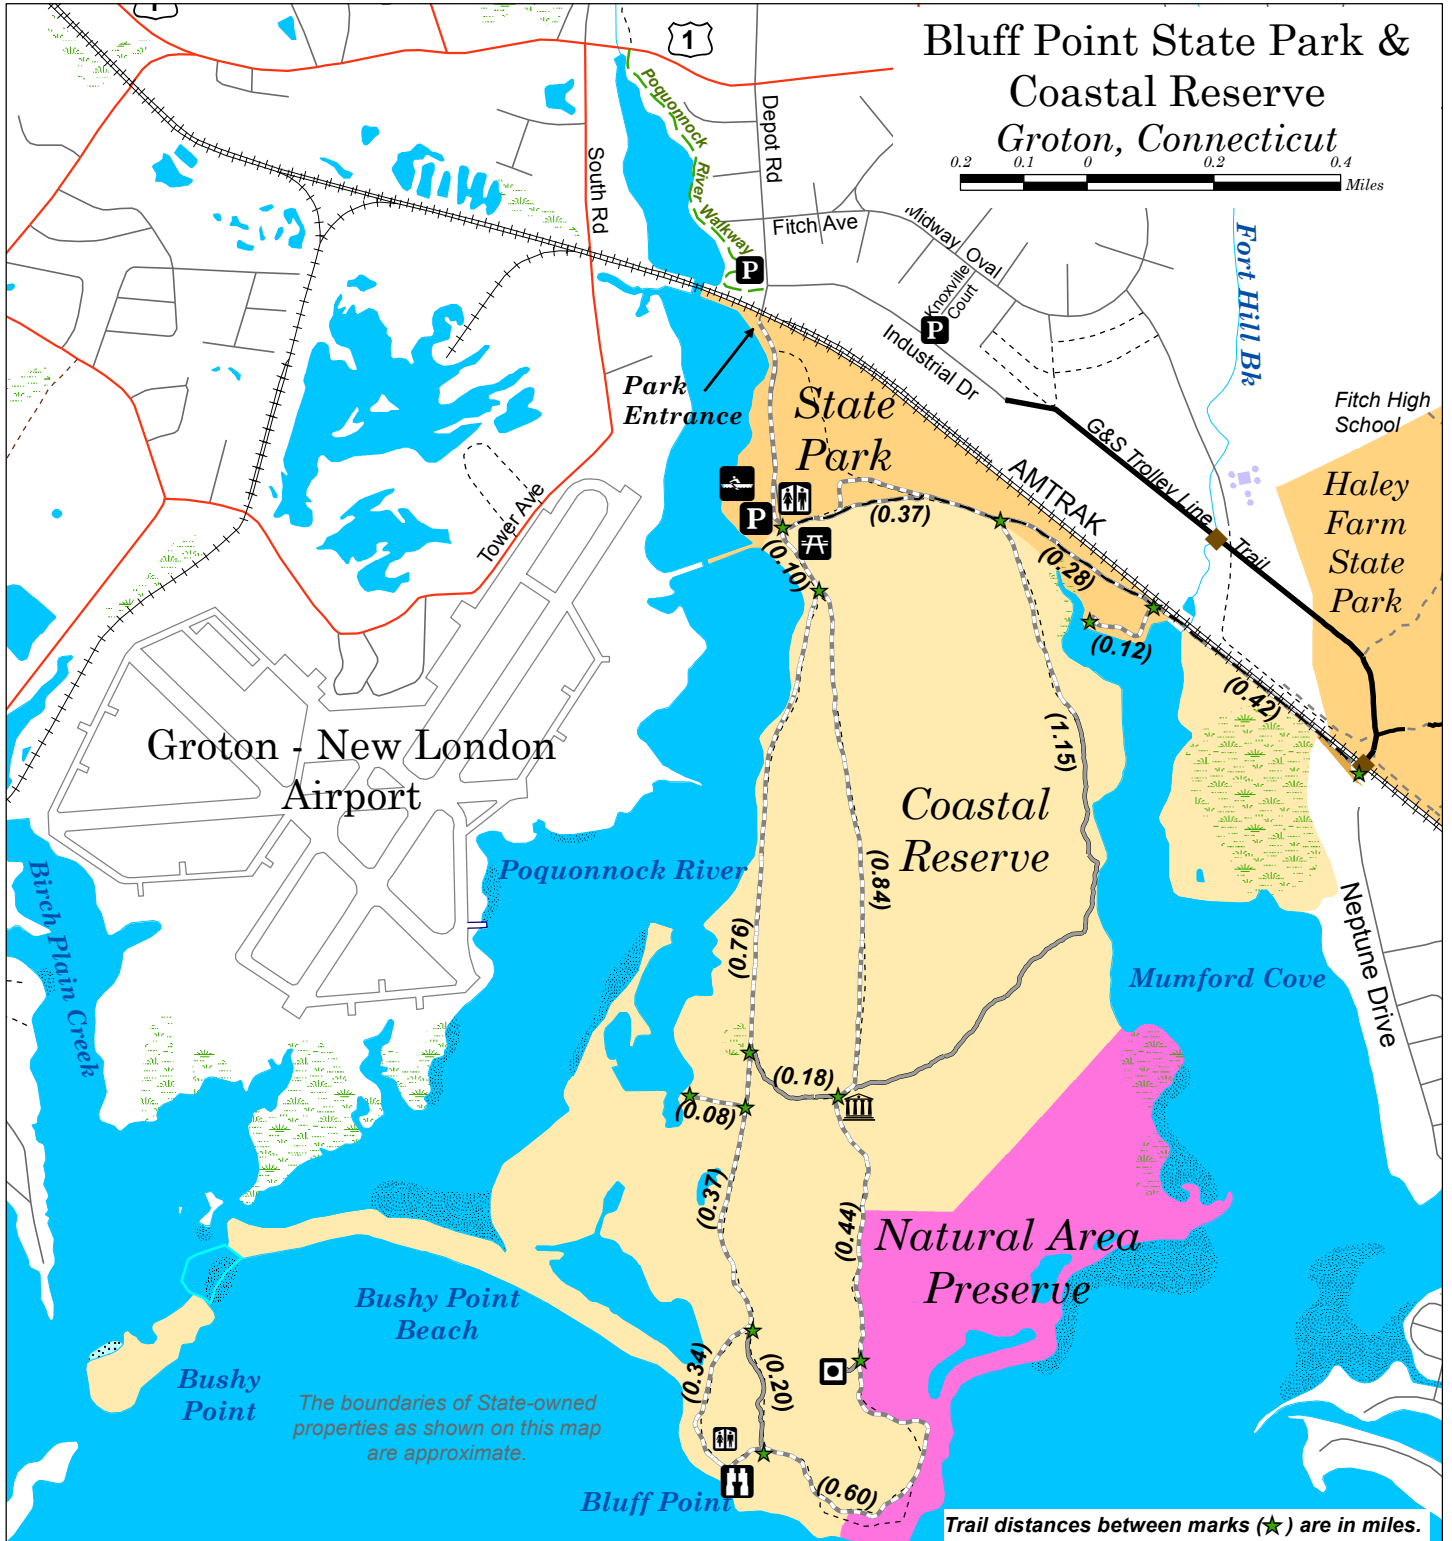 Bluff Point State Park &
Coastal Reserve
Groton, Connecticut
0.2 0.1 0 0.2 0.4
Miles
1
1
Poquonnock River Walkway
Depot Rd
South Rd
Fitch Ave
Midway Oval
Knoxville
Court
P
P
Industrial Dr
Fort Hill Bk
Park
Entrance
State
Park
Fitch High
School
G&S Trolley Line Trail
AMTRAK
Haley
Farm
State
Park
Tower Ave
P
(0.37)
(0.10)
(0.28)
(0.12)
(0.42)
(1.15)
Groton - New London
Airport
Coastal
Reserve
Poquonnock River
(0.84)
(0.76)
Birch Plain Creek
Mumford Cove
Neptune Drive
(0.18)
(0.08)
(0.37)
(0.44)
Natural Area
Preserve
Bushy Point
Beach
Bushy
Point
(0.34)
(0.20)
The boundaries of State-owned
properties as shown on this map
are approximate.
(0.60)
Bluff Point
Trail distances between marks ( ) are in miles.